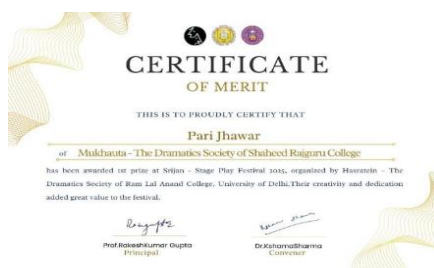 CERTIFICATE
OF MERIT
THIS IS TO PROUDLY CERTIFY THAT
Pari Jhawar
of Mukhauta - The Dramatics Society of Shaheed Rajguru College
has been awarded 1st prize at Srijan - Stage Play Festival 2025, organized by Hasratein - The
Dramatics Society of Ram Lal Anand College, University of Delhi.Their creativity and dedication
added great value to the festival.
Prof.RakeshKumar Gupta
Principal
Dr.KshamaSharma
Convener